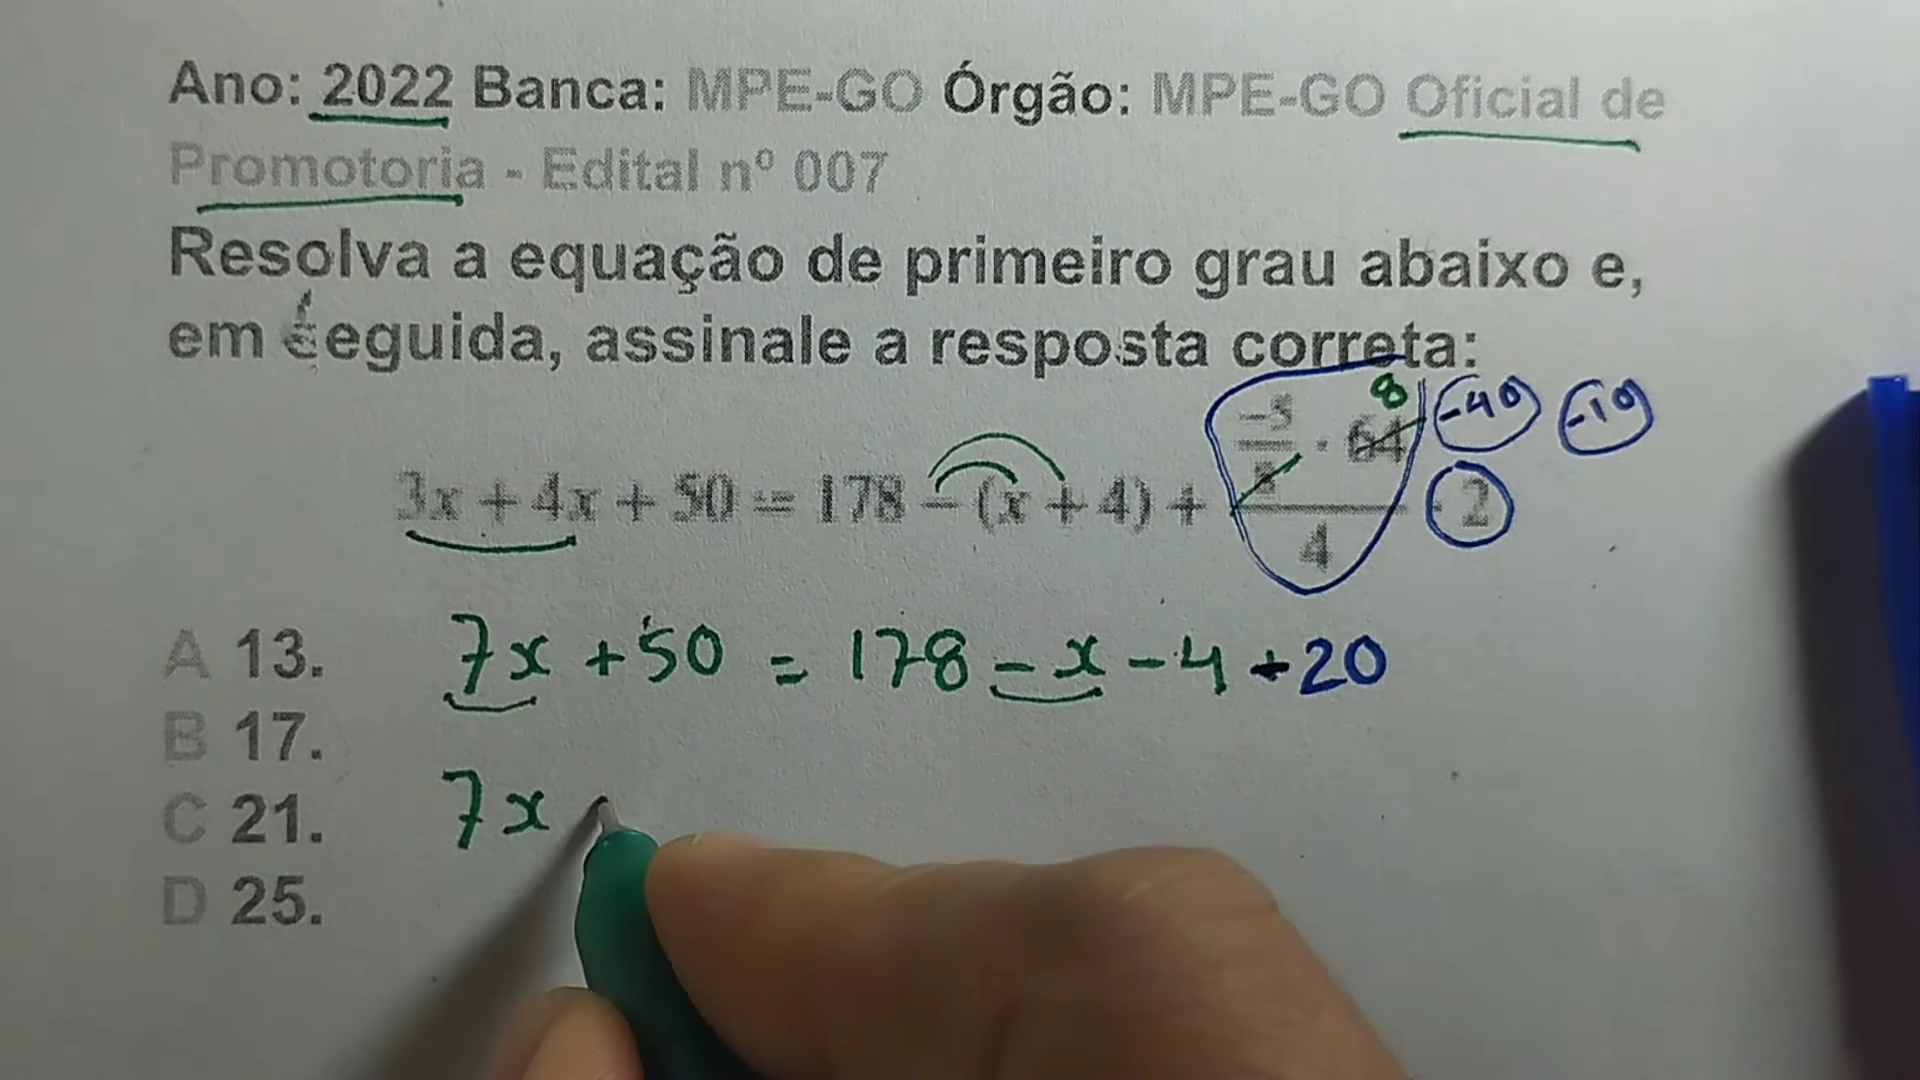 Ano: 2022 Banca: MPE-GO Órgão: MPE-GO Oficial de
Promotoria - Edital nº 007
Resolva a equação de primeiro grau abaixo e,
em seguida, assinale a resposta correta:
8 -40 -10
-5/8 · 64
3x + 4x + 50 = 178 - (x + 4) + ─── · 2
4
A 13.
7x + 50 = 178 - x - 4 - 20
B 17.
C 21.
7x
D 25.